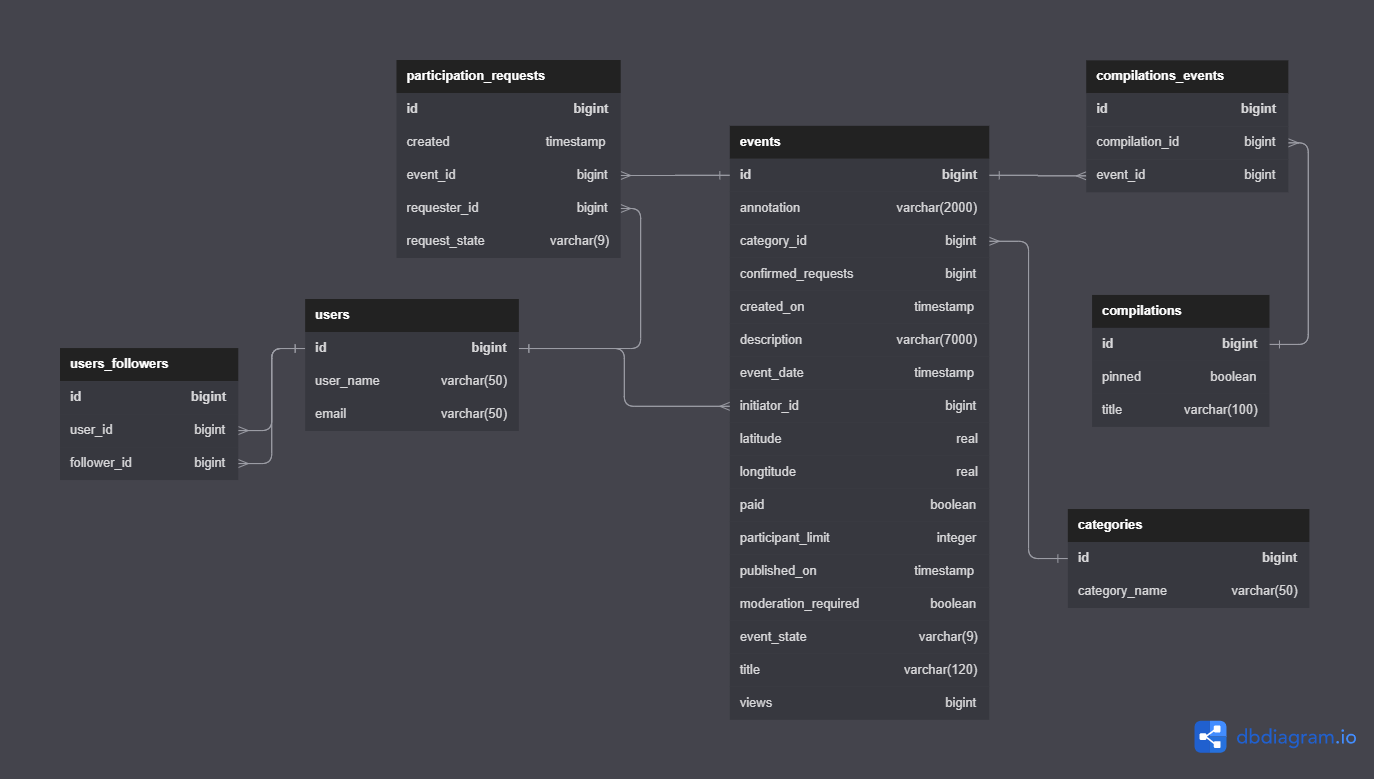 participation_requests
id bigint
created timestamp
event_id bigint
requester_id bigint
request_state varchar(9)
users
id bigint
user_name varchar(50)
email varchar(50)
users_followers
id bigint
user_id bigint
follower_id bigint
events
id bigint
annotation varchar(2000)
category_id bigint
confirmed_requests bigint
created_on timestamp
description varchar(7000)
event_date timestamp
initiator_id bigint
latitude real
longtitude real
paid boolean
participant_limit integer
published_on timestamp
moderation_required boolean
event_state varchar(9)
title varchar(120)
views bigint
compilations_events
id bigint
compilation_id bigint
event_id bigint
compilations
id bigint
pinned boolean
title varchar(100)
categories
id bigint
category_name varchar(50)
dbdiagram.io